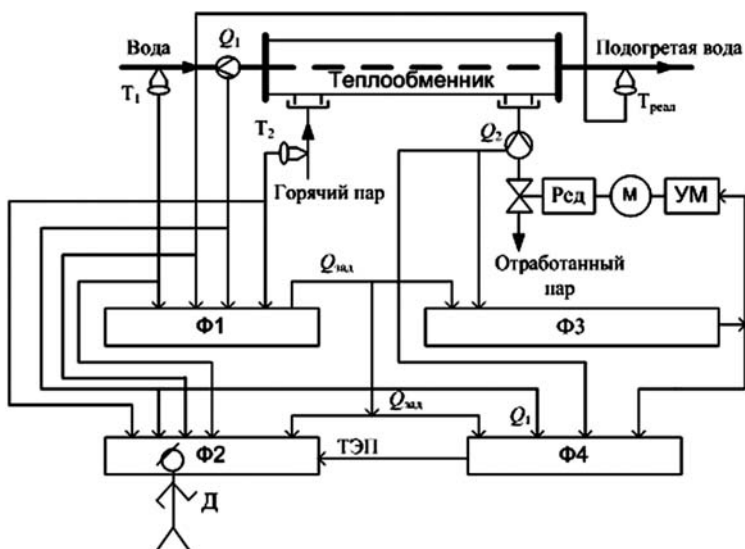 Вода
Q1
Подогретая вода
Теплообменник
T1
Tреал
T2
Q2
Горячий пар
Рсд
М
УМ
Отработанный
пар
Qзад
Ф1
Ф3
Qзад
Q1
Ф2
ТЭП
Ф4
Д